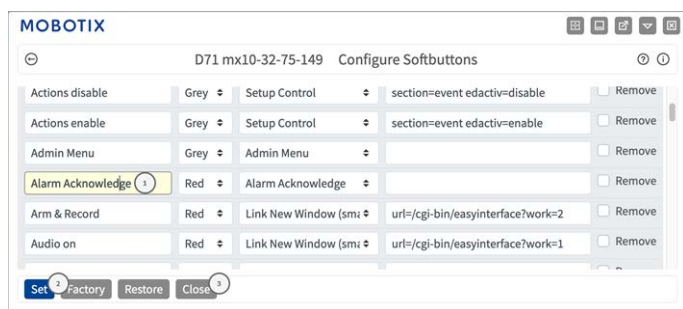 MOBOTIX
D71 mx10-32-75-149 Configure Softbuttons
Actions disable Grey Setup Control section=event edactiv=disable Remove
Actions enable Grey Setup Control section=event edactiv=enable Remove
Admin Menu Grey Admin Menu Remove
Alarm Acknowledge 1 Red Alarm Acknowledge Remove
Arm & Record Red Link New Window (sma url=/cgi-bin/easyinterface?work=2 Remove
Audio on Red Link New Window (sma url=/cgi-bin/easyinterface?work=1 Remove
Set 2 Factory Restore Close 3